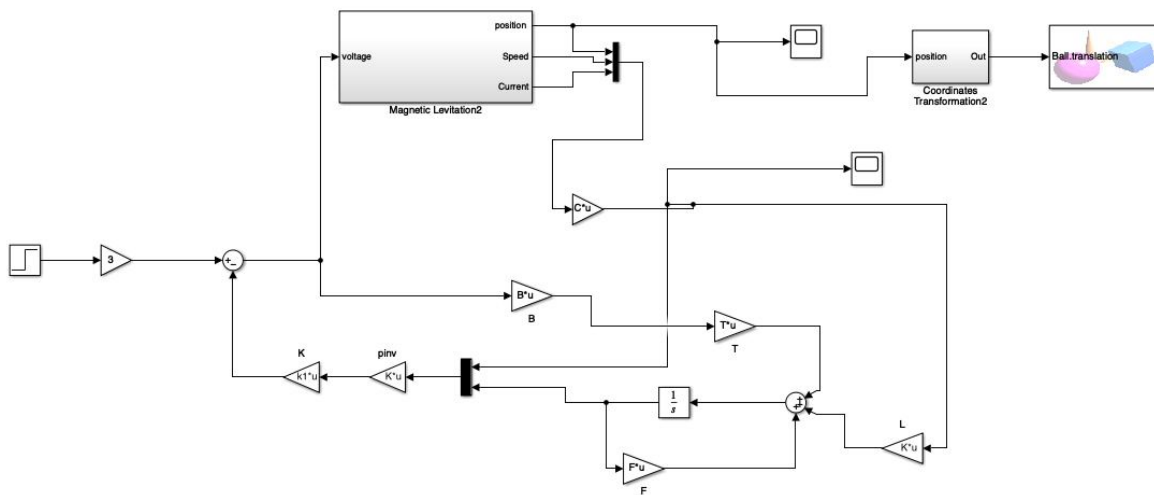 position
voltage
Speed
Current
Magnetic Levitation2
position
Out
Coordinates
Transformation2
Ball.translation
C*u
3
+
−
B*u
B
T*u
T
K
k1*u
pinv
K*u
1
s
+
+
+
L
K*u
F*u
F